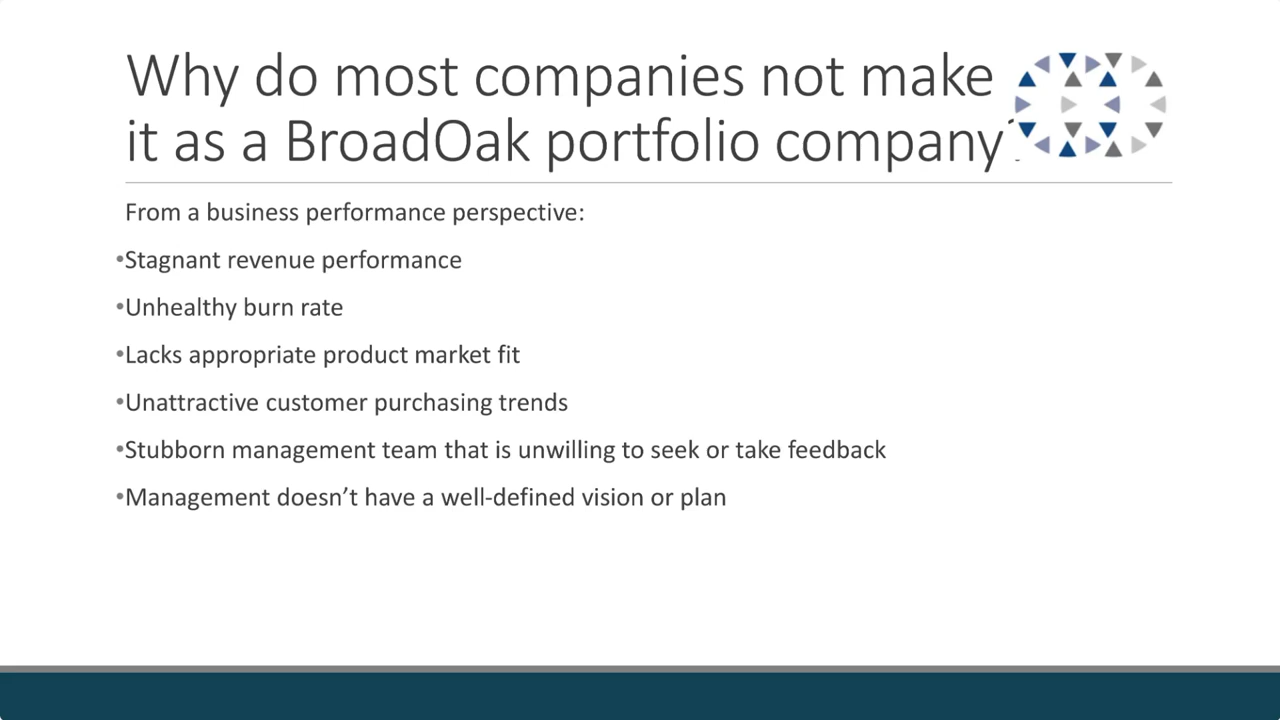 Why do most companies not make
it as a BroadOak portfolio company?
From a business performance perspective:
•Stagnant revenue performance
•Unhealthy burn rate
•Lacks appropriate product market fit
•Unattractive customer purchasing trends
•Stubborn management team that is unwilling to seek or take feedback
•Management doesn’t have a well-defined vision or plan